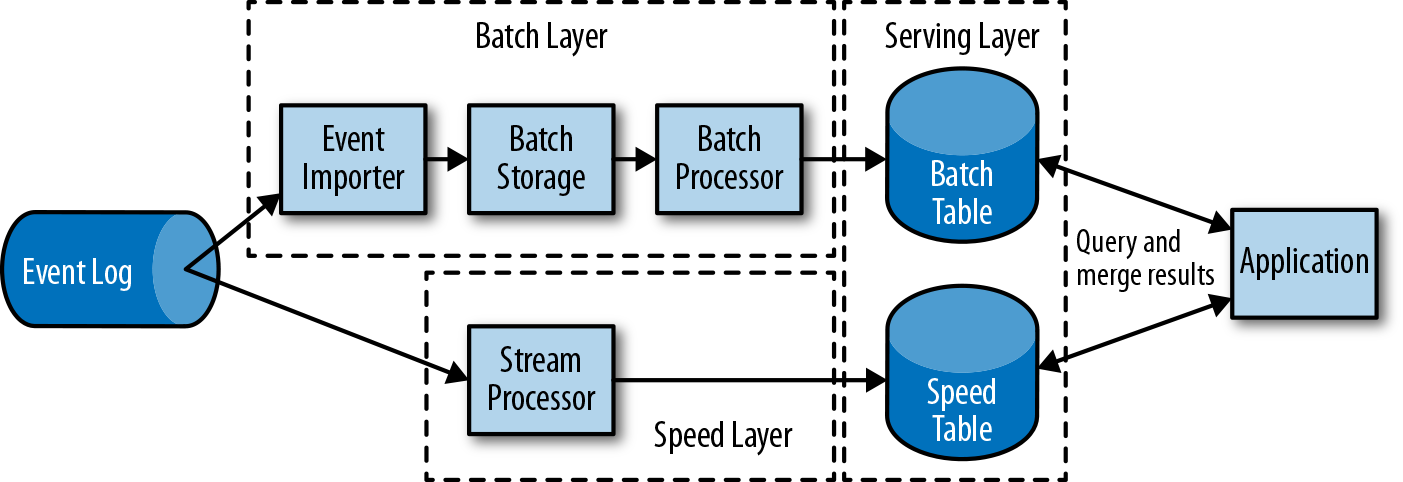 Batch Layer
Serving Layer
Event
Importer
Batch
Storage
Batch
Processor
Batch
Table
Event Log
Query and
merge results
Application
Stream
Processor
Speed Layer
Speed
Table